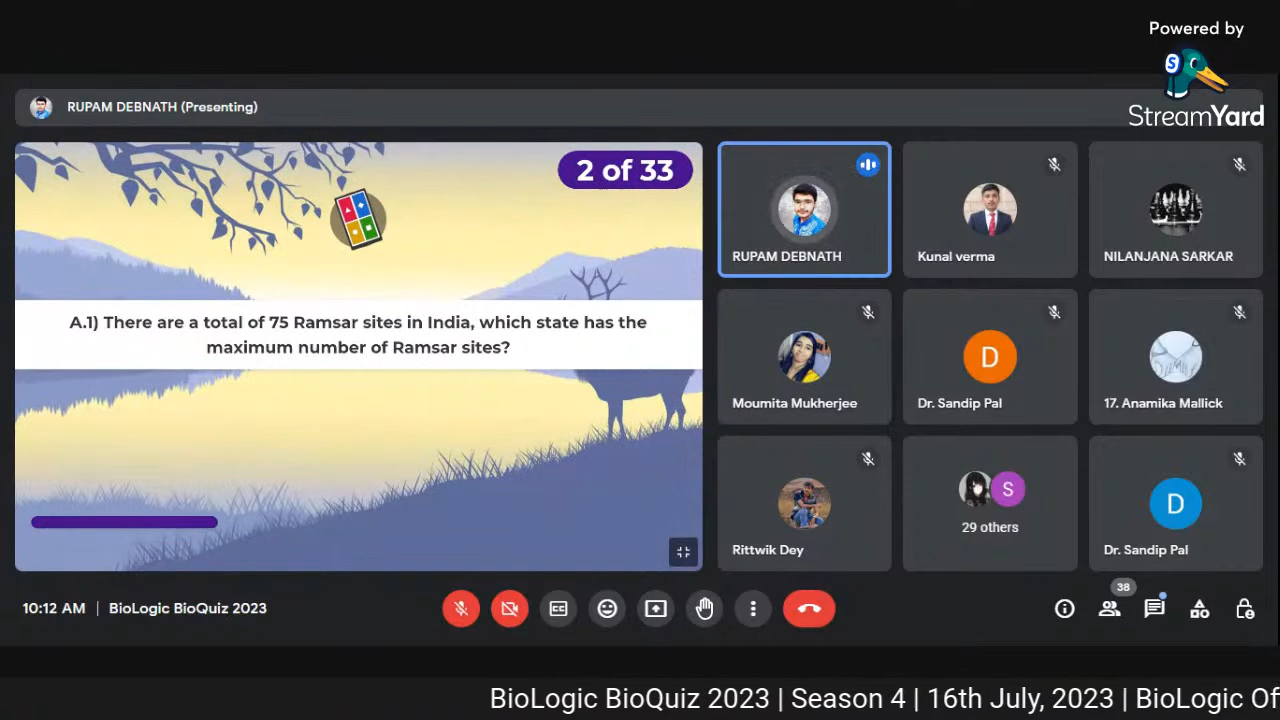 Powered by
StreamYard
RUPAM DEBNATH (Presenting)
2 of 33
A.1) There are a total of 75 Ramsar sites in India, which state has the
maximum number of Ramsar sites?
RUPAM DEBNATH
Kunal verma
NILANJANA SARKAR
Moumita Mukherjee
D
Dr. Sandip Pal
17. Anamika Mallick
Rittwik Dey
S
29 others
D
Dr. Sandip Pal
10:12 AM | BioLogic BioQuiz 2023
CC
38
BioLogic BioQuiz 2023 | Season 4 | 16th July, 2023 | BioLogic Of